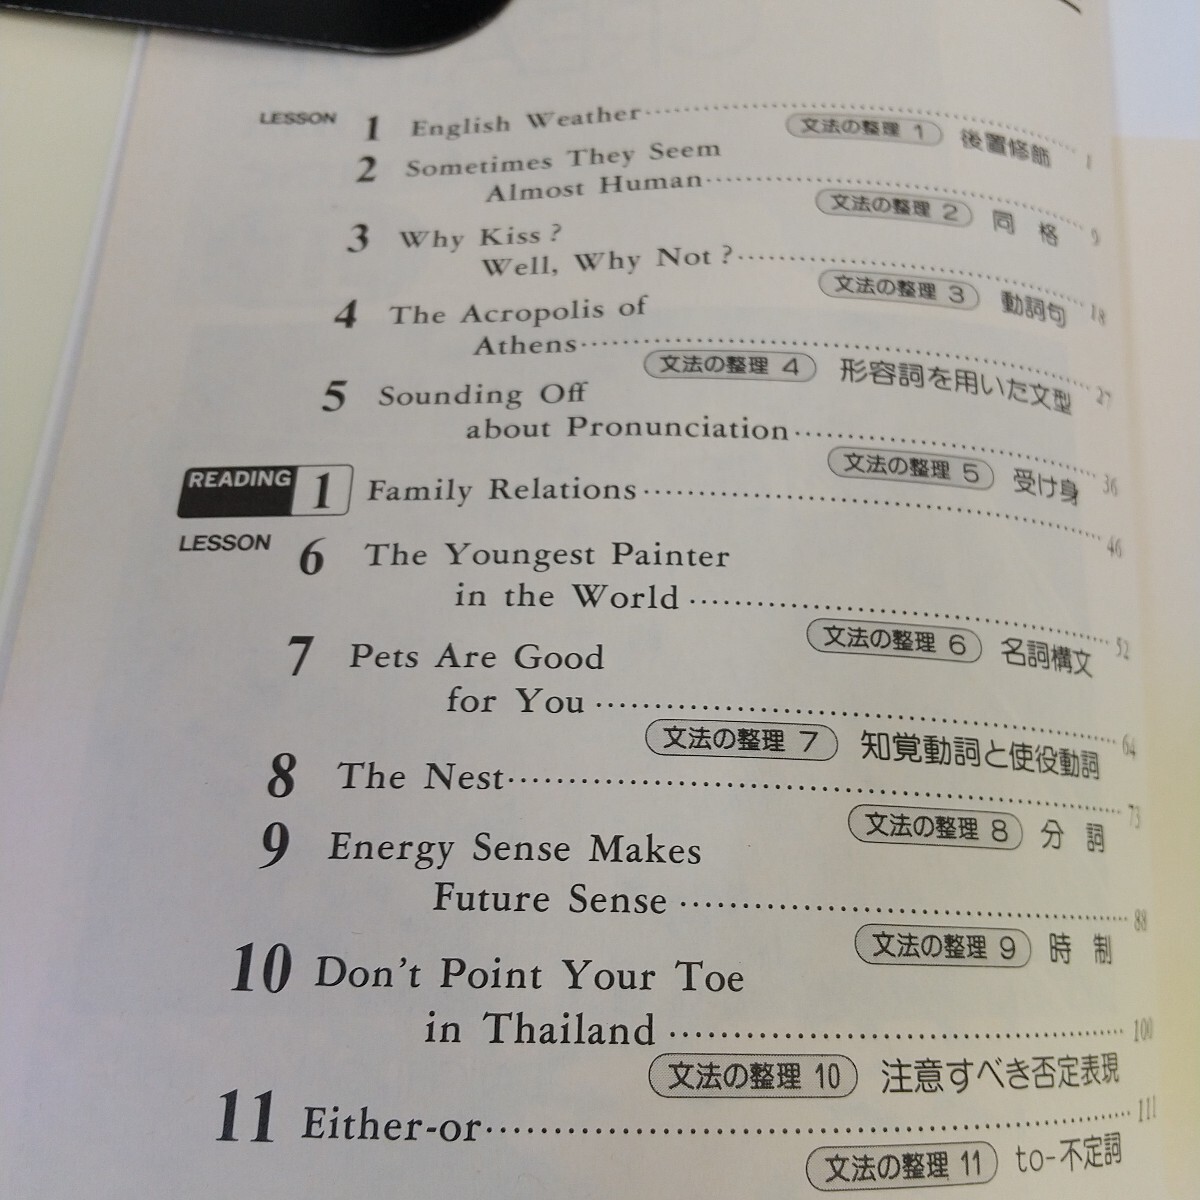 LESSON 1 English Weather 1
文法の整理 1 後置修飾
2 Sometimes They Seem
Almost Human 9
文法の整理 2 同格
3 Why Kiss?
Well, Why Not? 18
文法の整理 3 動詞句
4 The Acropolis of
Athens 27
文法の整理 4 形容詞を用いた文型
5 Sounding Off
about Pronunciation 36
文法の整理 5 受け身
READING 1 Family Relations 46
LESSON 6 The Youngest Painter
in the World 52
文法の整理 6 名詞構文
7 Pets Are Good
for You 64
文法の整理 7 知覚動詞と使役動詞
8 The Nest 73
文法の整理 8 分詞
9 Energy Sense Makes
Future Sense 88
文法の整理 9 時制
10 Don't Point Your Toe
in Thailand 100
文法の整理 10 注意すべき否定表現
11 Either-or 111
文法の整理 11 to-不定詞